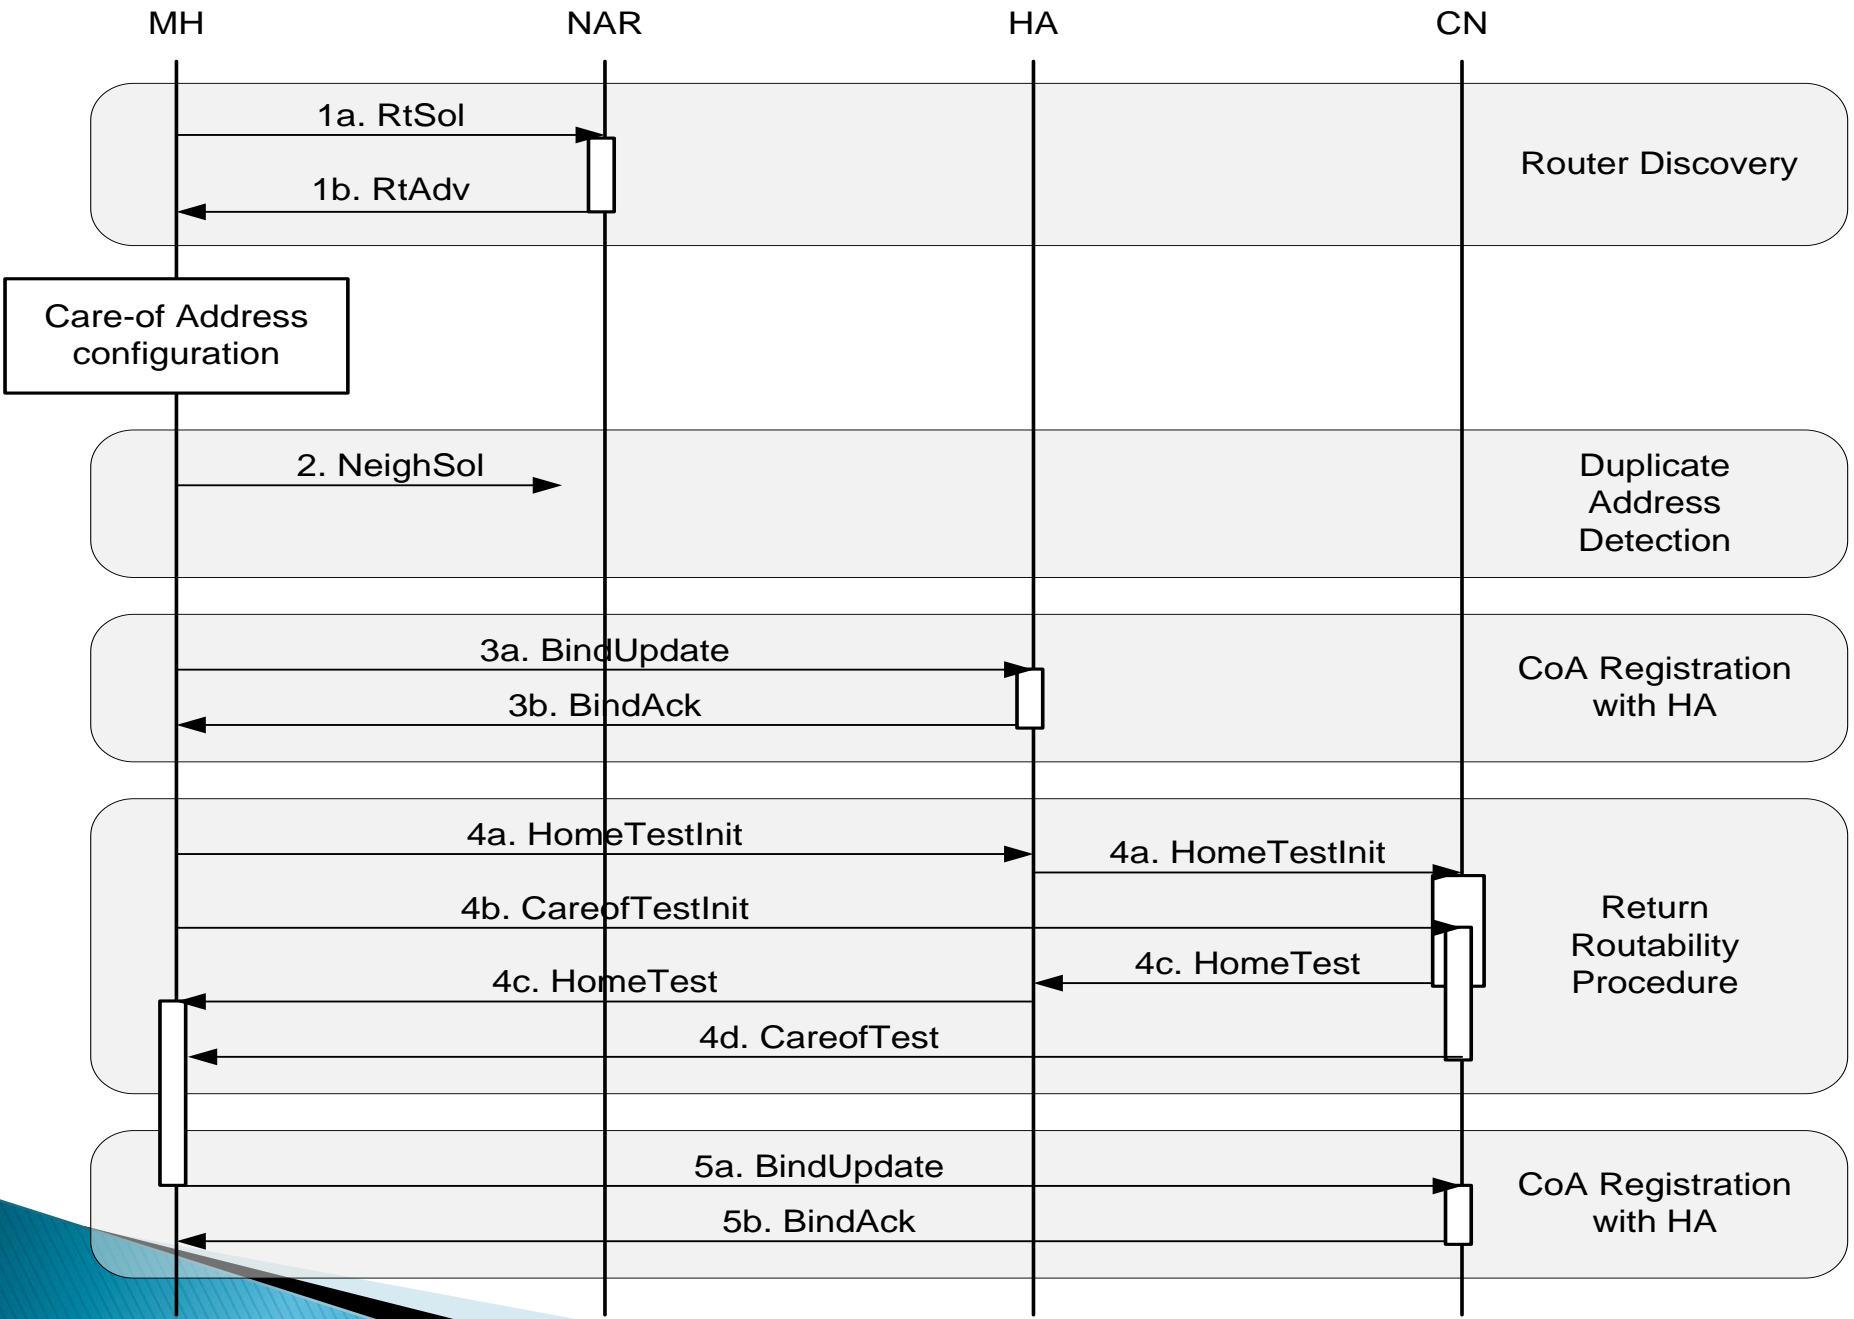 MH NAR HA CN
1a. RtSol
1b. RtAdv
Router Discovery
Care-of Address
configuration
2. NeighSol
Duplicate
Address
Detection
3a. BindUpdate
3b. BindAck
CoA Registration
with HA
4a. HomeTestInit
4a. HomeTestInit
4b. CareofTestInit
4c. HomeTest
4c. HomeTest
4d. CareofTest
Return
Routability
Procedure
5a. BindUpdate
5b. BindAck
CoA Registration
with HA